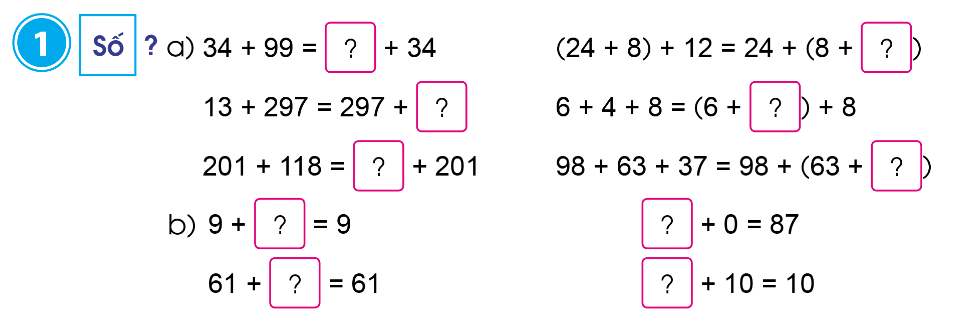 1 Số ? a) 34 + 99 = ? + 34 (24 + 8) + 12 = 24 + (8 + ?)
13 + 297 = 297 + ? 6 + 4 + 8 = (6 + ?) + 8
201 + 118 = ? + 201 98 + 63 + 37 = 98 + (63 + ?)
b) 9 + ? = 9 ? + 0 = 87
61 + ? = 61 ? + 10 = 10